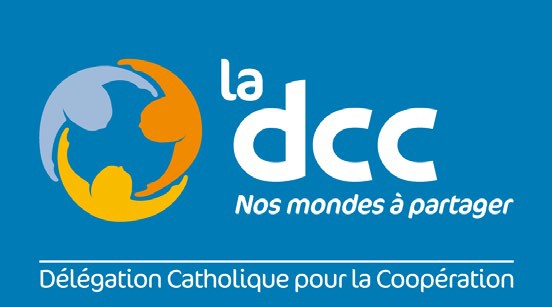 la
dcc
Nos mondes à partager
Délégation Catholique pour la Coopération